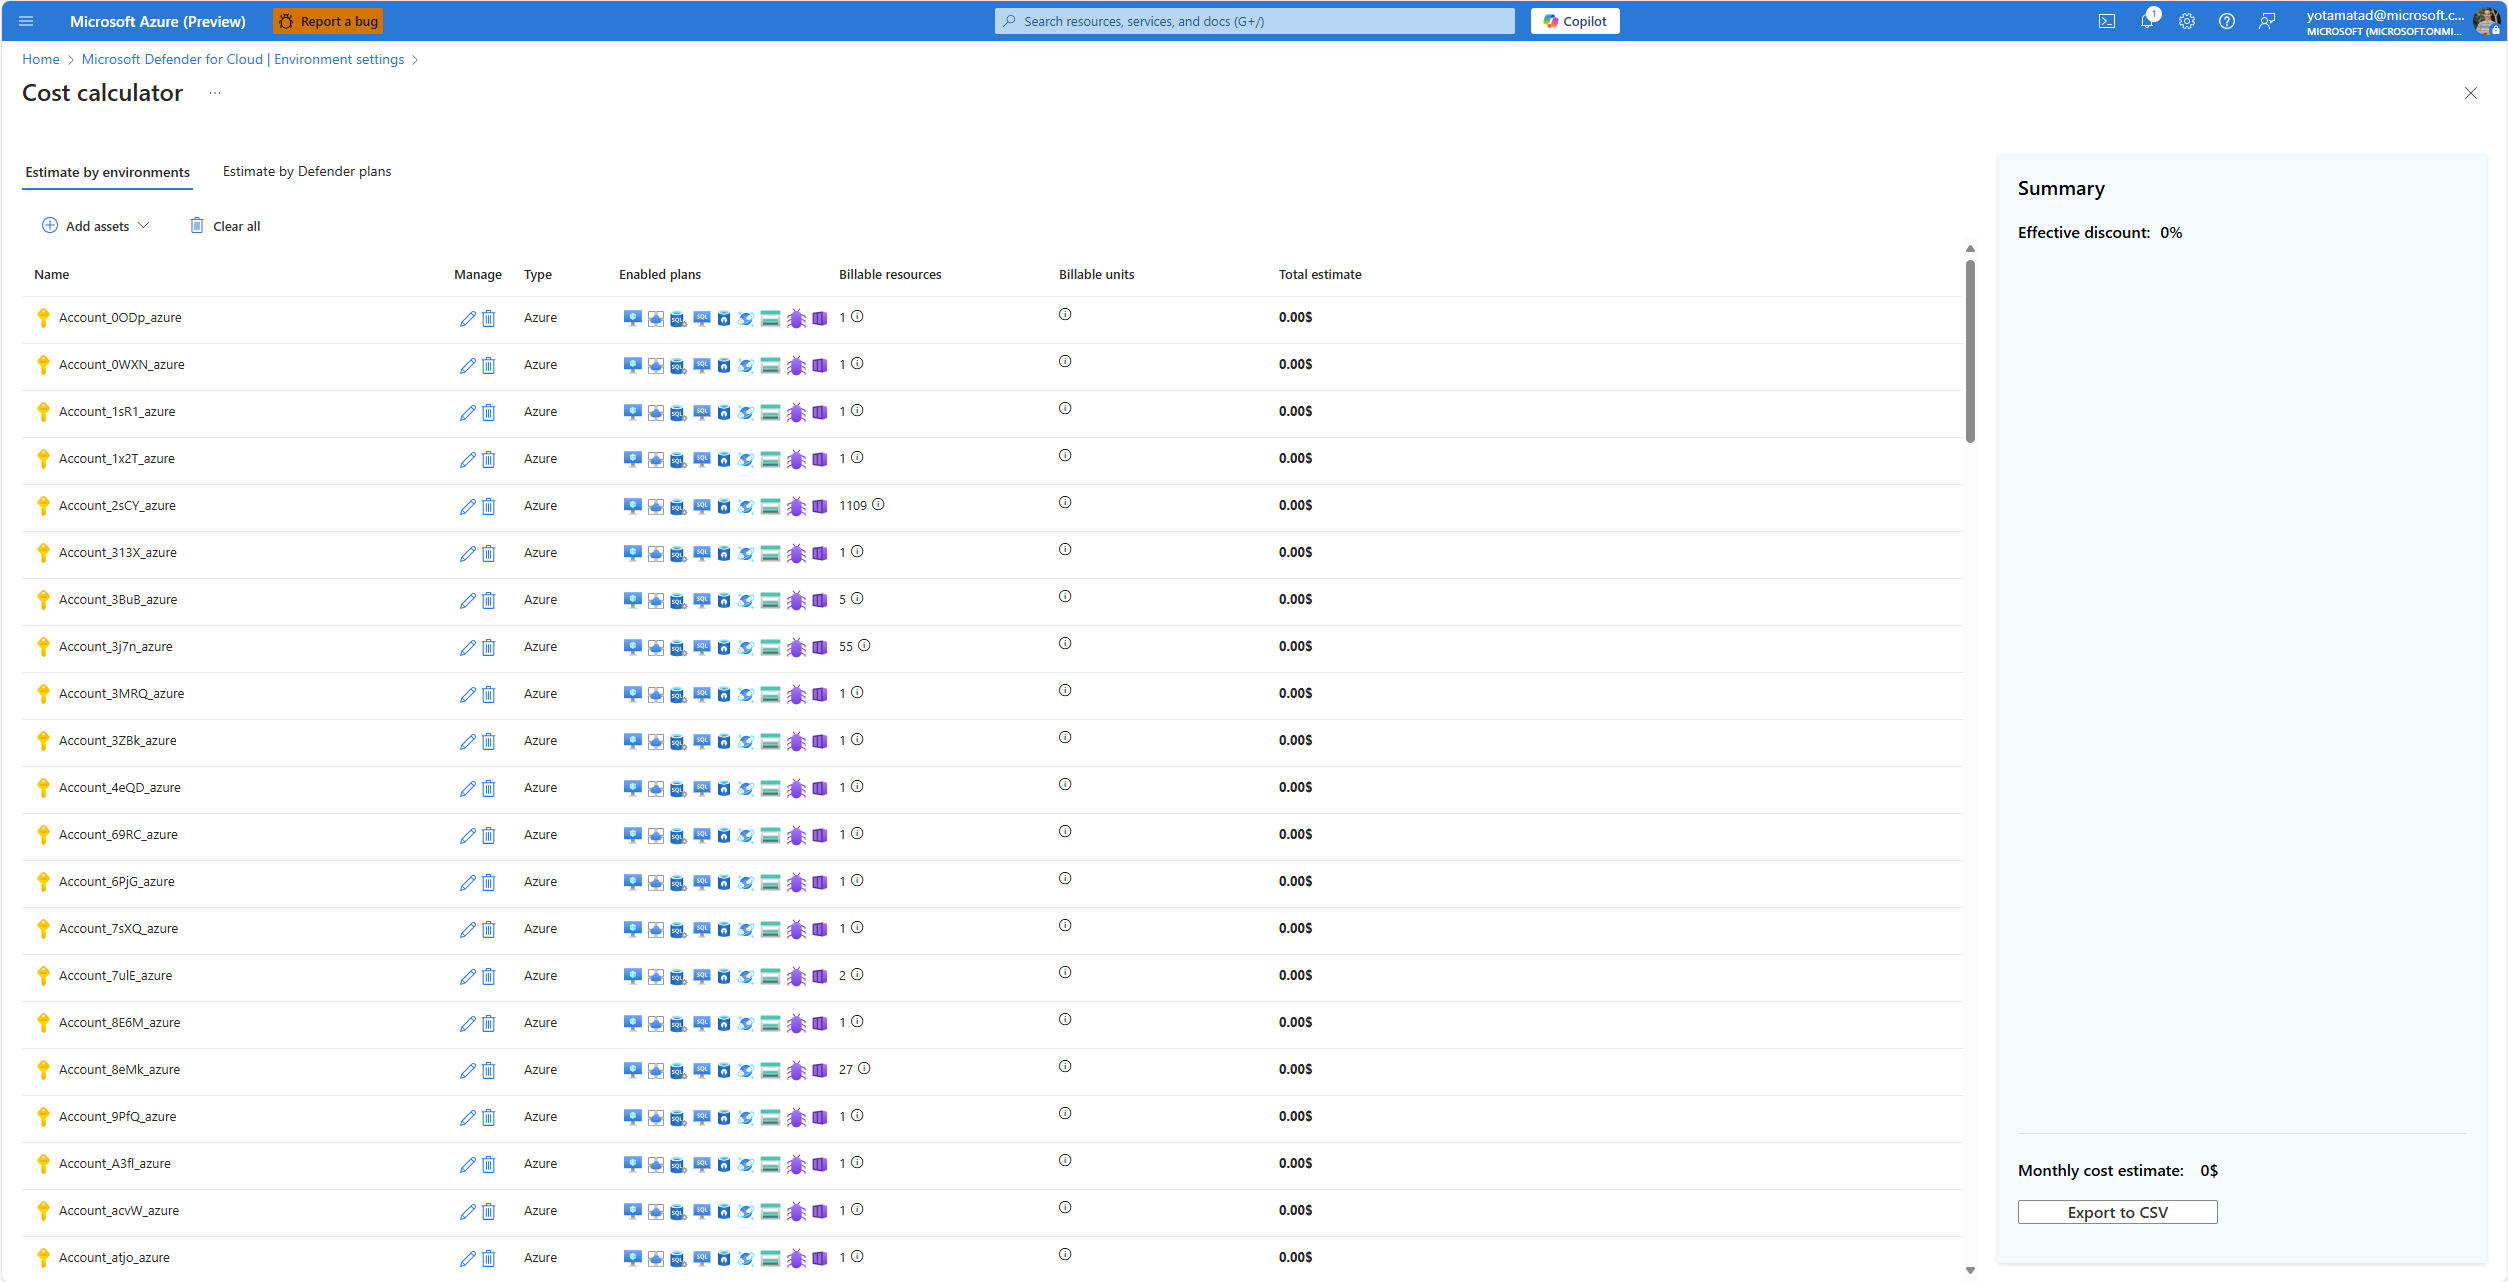 Microsoft Azure (Preview)
Report a bug
Search resources, services, and docs (G+/)
Copilot
1
yotamatad@microsoft.c...
MICROSOFT (MICROSOFT.ONMI...
Home > Microsoft Defender for Cloud | Environment settings >
Cost calculator ...
Estimate by environments Estimate by Defender plans
Add assets Clear all
Name Manage Type Enabled plans Billable resources Billable units Total estimate
Account_0ODp_azure Azure 1 0.00$
Account_0WXN_azure Azure 1 0.00$
Account_1sR1_azure Azure 1 0.00$
Account_1x2T_azure Azure 1 0.00$
Account_2sCY_azure Azure 1109 0.00$
Account_313X_azure Azure 1 0.00$
Account_3BuB_azure Azure 5 0.00$
Account_3j7n_azure Azure 55 0.00$
Account_3MRQ_azure Azure 1 0.00$
Account_3ZBk_azure Azure 1 0.00$
Account_4eQD_azure Azure 1 0.00$
Account_69RC_azure Azure 1 0.00$
Account_6PjG_azure Azure 1 0.00$
Account_7sXQ_azure Azure 1 0.00$
Account_7ulE_azure Azure 2 0.00$
Account_8E6M_azure Azure 1 0.00$
Account_8eMk_azure Azure 27 0.00$
Account_9PfQ_azure Azure 1 0.00$
Account_A3fl_azure Azure 1 0.00$
Account_acvW_azure Azure 1 0.00$
Account_atjo_azure Azure 1 0.00$
Summary
Effective discount: 0%
Monthly cost estimate: 0$
Export to CSV